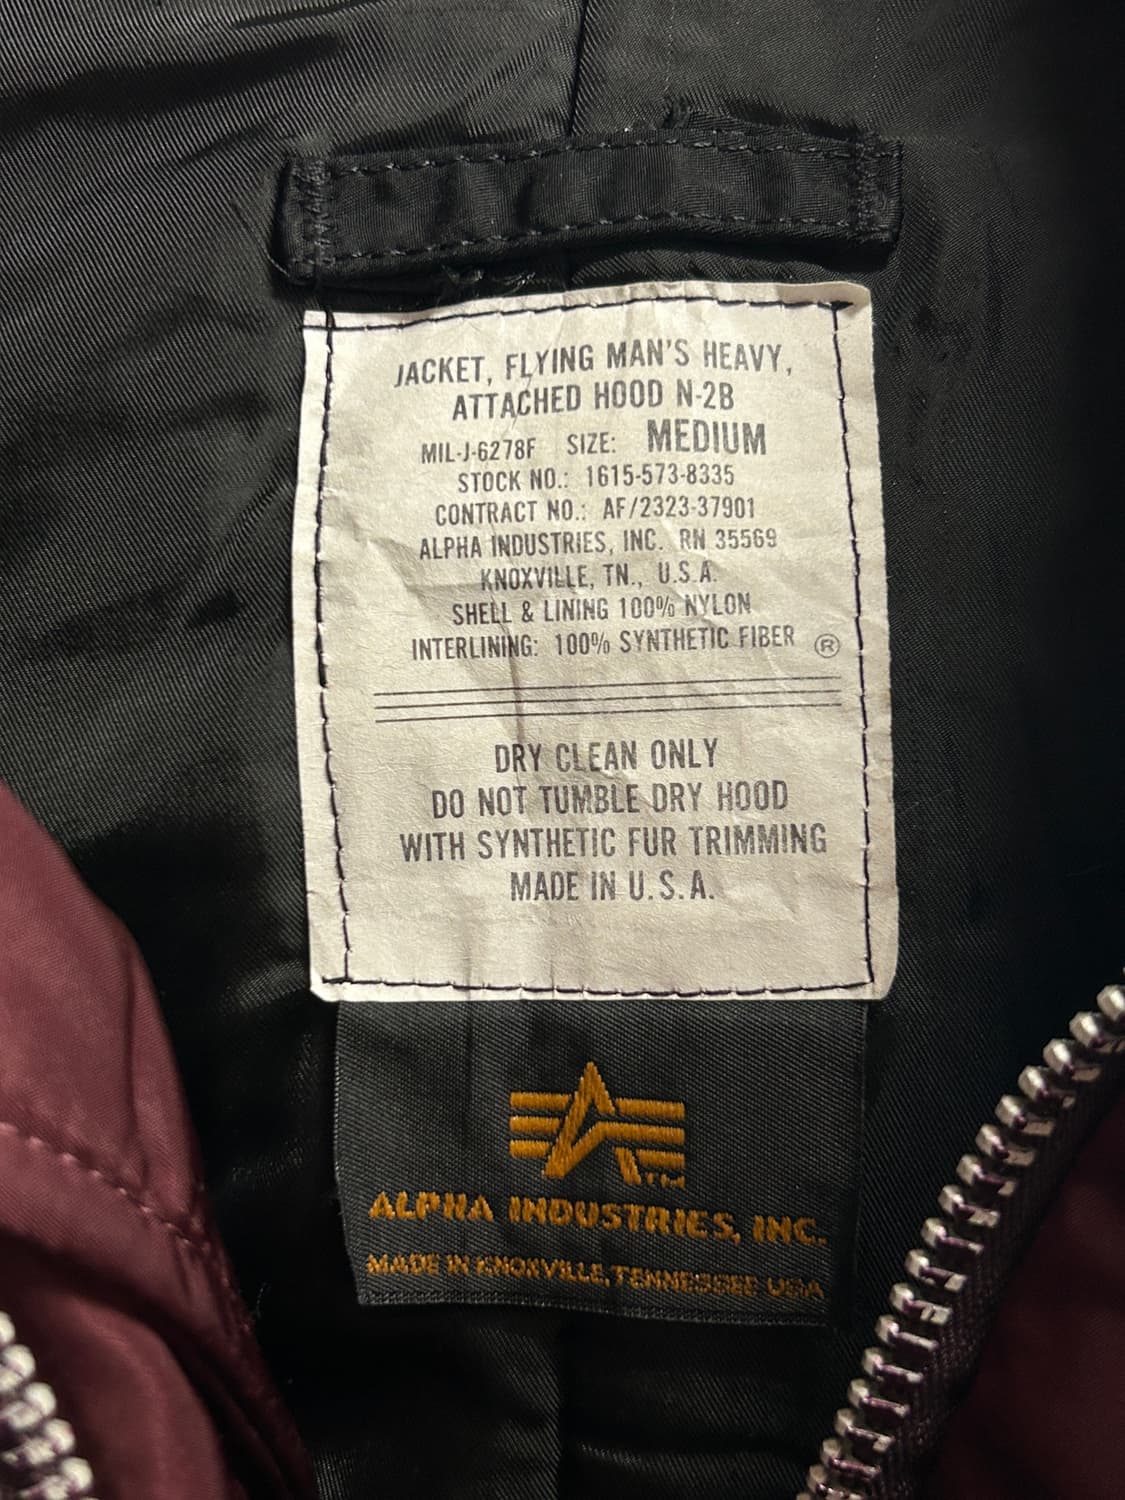 JACKET, FLYING MAN'S HEAVY,
ATTACHED HOOD N-2B
MIL-J-6278F SIZE: MEDIUM
STOCK NO.: 1615-573-8335
CONTRACT NO.: AF/2323-37901
ALPHA INDUSTRIES, INC. RN 35569
KNOXVILLE, TN., U.S.A.
SHELL & LINING 100% NYLON
INTERLINING: 100% SYNTHETIC FIBER ®
DRY CLEAN ONLY
DO NOT TUMBLE DRY HOOD
WITH SYNTHETIC FUR TRIMMING
MADE IN U.S.A.
TM
ALPHA INDUSTRIES, INC.
MADE IN KNOXVILLE, TENNESSEE USA